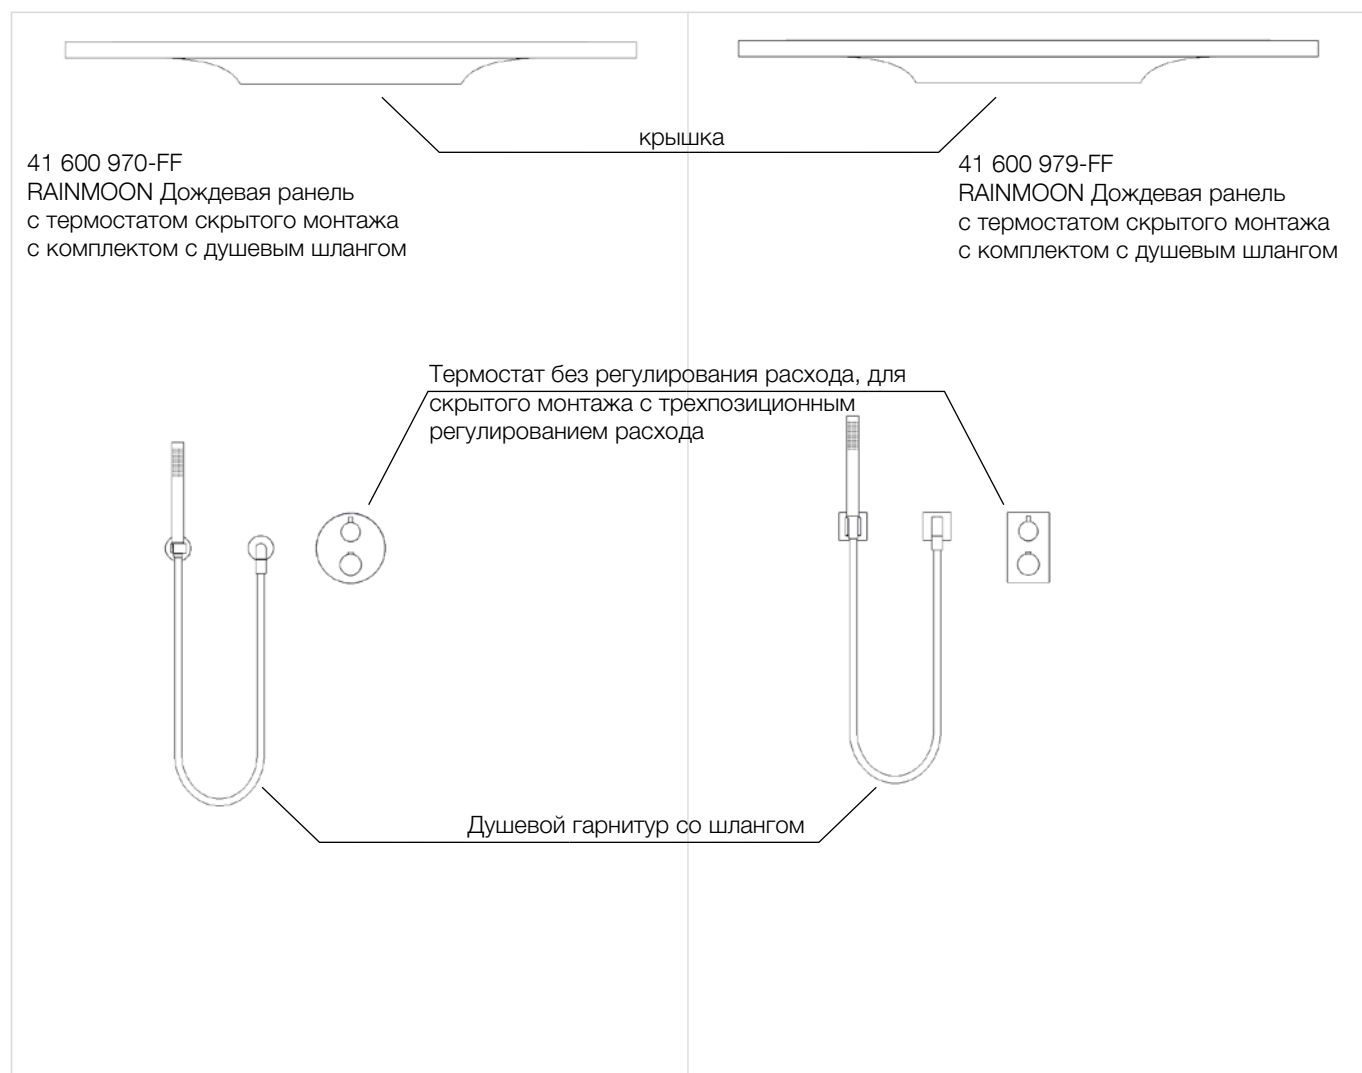 крышка
41 600 970-FF
RAINMOON Дождевая ранель
с термостатом скрытого монтажа
с комплектом с душевым шлангом
41 600 979-FF
RAINMOON Дождевая ранель
с термостатом скрытого монтажа
с комплектом с душевым шлангом
Термостат без регулирования расхода, для
скрытого монтажа с трехпозиционным
регулированием расхода
Душевой гарнитур со шлангом